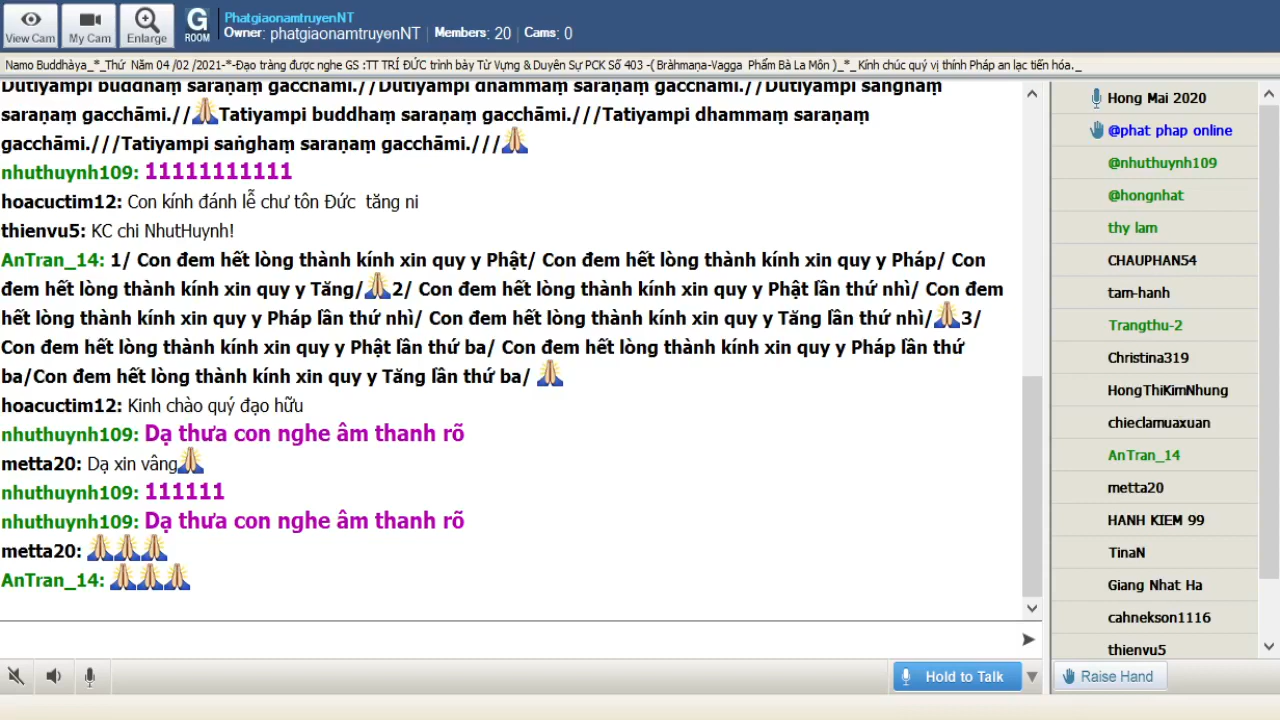 View Cam
My Cam
Enlarge
G
ROOM
PhatgiaonamtruyenNT
Owner: phatgiaonamtruyenNT | Members: 20 | Cams: 0
Namo Buddhàya_*_Thứ Năm 04 /02 /2021-*-Đạo tràng được nghe GS :TT TRÍ ĐỨC trình bày Từ Vựng & Duyên Sự PCK Số 403 -( Bràhmaṇa-Vagga Phẩm Bà La Môn )_*_ Kính chúc quý vị thính Pháp an lạc tiến hóa._
Dutiyampi buddhaṃ saraṇaṃ gacchāmi.//Dutiyampi dhammaṃ saraṇaṃ gacchāmi.//Dutiyampi saṅghaṃ
saraṇaṃ gacchāmi.//🙏Tatiyampi buddhaṃ saraṇaṃ gacchāmi.///Tatiyampi dhammaṃ saraṇaṃ
gacchāmi.///Tatiyampi saṅghaṃ saraṇaṃ gacchāmi.///🙏
nhuthuynh109: 11111111111
hoacuctim12: Con kính đánh lễ chư tôn Đức tăng ni
thienvu5: KC chi NhutHuynh!
AnTran_14: 1/ Con đem hết lòng thành kính xin quy y Phật/ Con đem hết lòng thành kính xin quy y Pháp/ Con
đem hết lòng thành kính xin quy y Tăng/🙏2/ Con đem hết lòng thành kính xin quy y Phật lần thứ nhì/ Con đem
hết lòng thành kính xin quy y Pháp lần thứ nhì/ Con đem hết lòng thành kính xin quy y Tăng lần thứ nhì/🙏3/
Con đem hết lòng thành kính xin quy y Phật lần thứ ba/ Con đem hết lòng thành kính xin quy y Pháp lần thứ
ba/Con đem hết lòng thành kính xin quy y Tăng lần thứ ba/ 🙏
hoacuctim12: Kinh chào quý đạo hữu
nhuthuynh109: Dạ thưa con nghe âm thanh rõ
metta20: Dạ xin vâng🙏
nhuthuynh109: 111111
nhuthuynh109: Dạ thưa con nghe âm thanh rõ
metta20: 🙏🙏🙏
AnTran_14: 🙏🙏🙏
Hold to Talk
Hong Mai 2020
@phat phap online
@nhuthuynh109
@hongnhat
thy lam
CHAUPHAN54
tam-hanh
Trangthu-2
Christina319
HongThiKimNhung
chieclamuaxuan
AnTran_14
metta20
HANH KIEM 99
TinaN
Giang Nhat Ha
cahnekson1116
thienvu5
Raise Hand